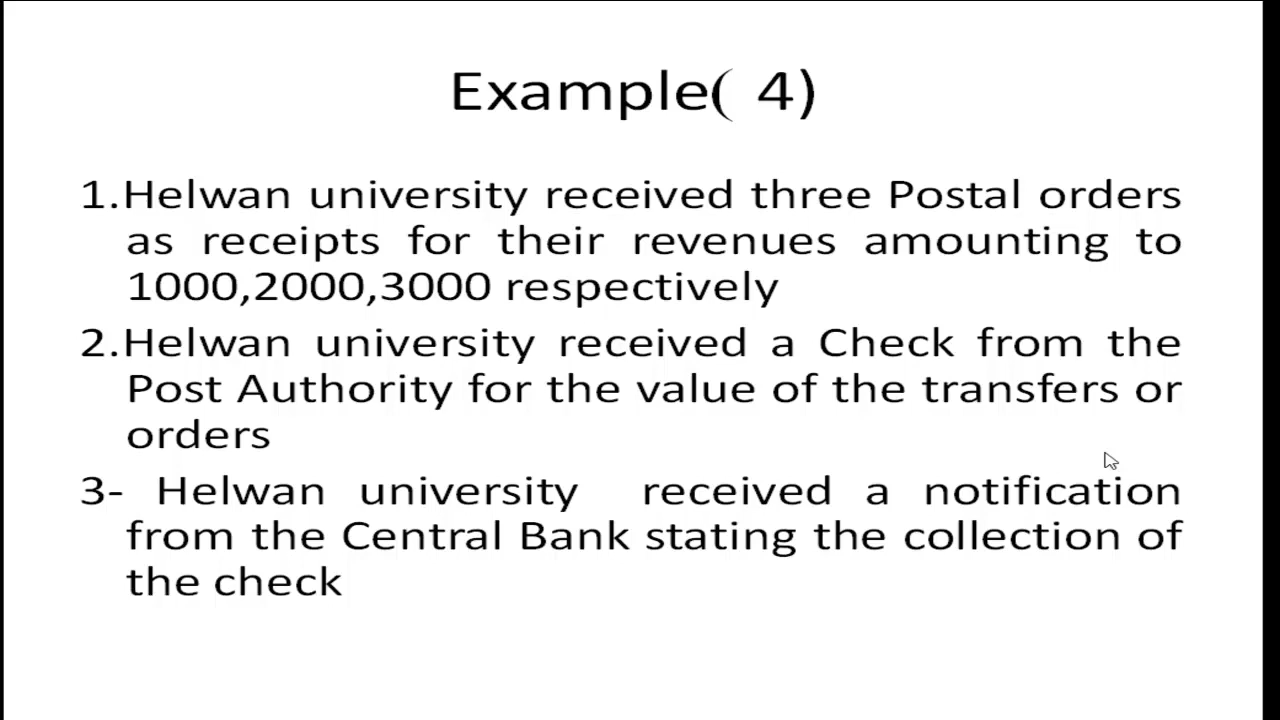 Example( 4)
1.Helwan university received three Postal orders
as receipts for their revenues amounting to
1000,2000,3000 respectively
2.Helwan university received a Check from the
Post Authority for the value of the transfers or
orders
3- Helwan university received a notification
from the Central Bank stating the collection of
the check